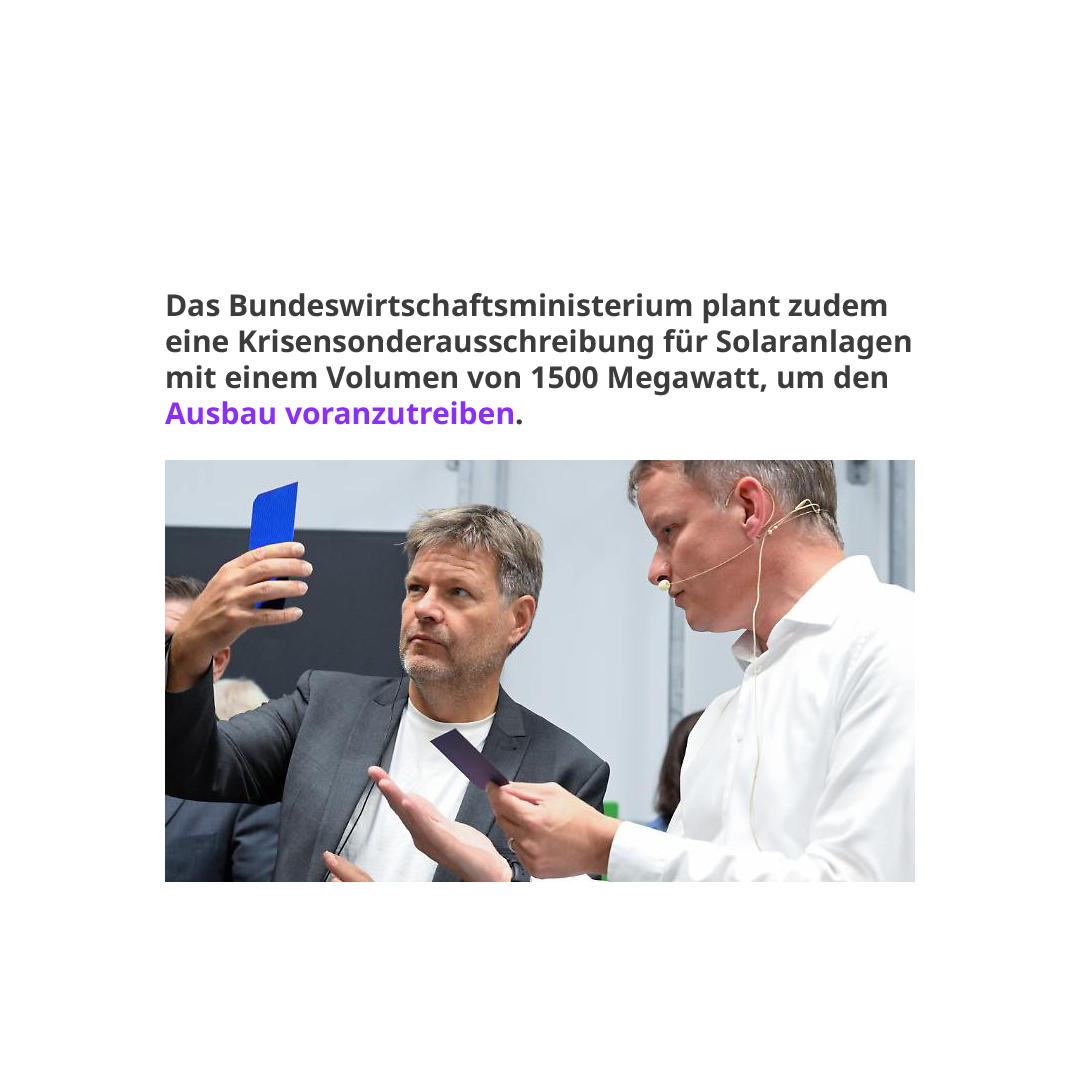 Das Bundeswirtschaftsministerium plant zudem
eine Krisensonderausschreibung für Solaranlagen
mit einem Volumen von 1500 Megawatt, um den
Ausbau voranzutreiben.